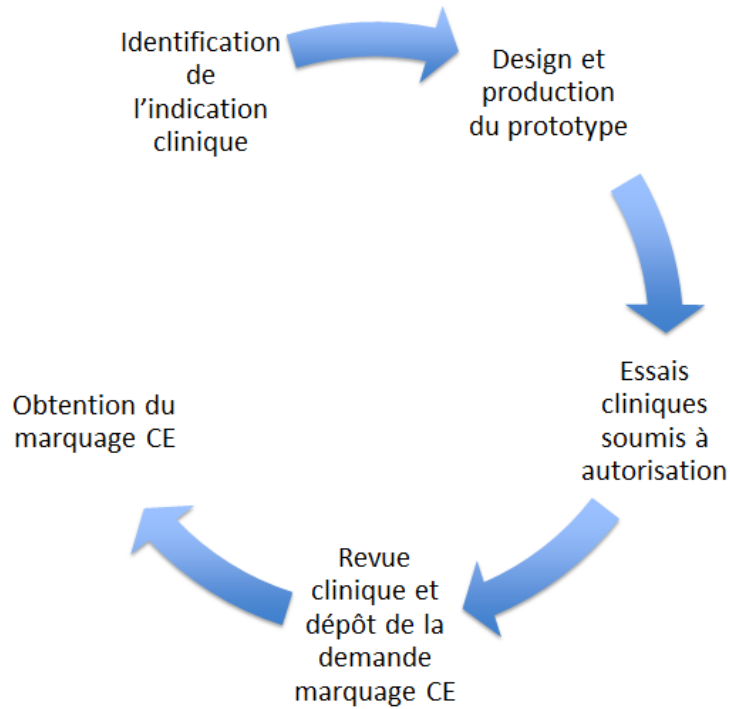 Identification
de
l’indication
clinique
Design et
production
du prototype
Essais
cliniques
soumis à
autorisation
Revue
clinique et
dépôt de la
demande
marquage CE
Obtention du
marquage CE